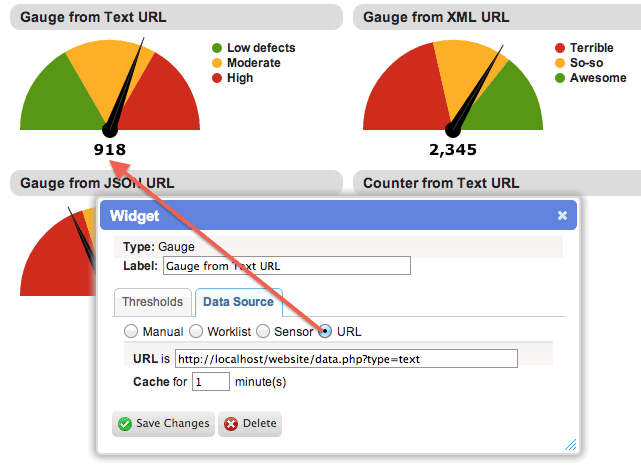 Gauge from Text URL
Low defects
Moderate
High
918
Gauge from XML URL
Terrible
So-so
Awesome
2,345
Gauge from JSON URL
Counter from Text URL
Widget
Type: Gauge
Label: Gauge from Text URL
Thresholds Data Source
Manual Worklist Sensor URL
URL is http://localhost/website/data.php?type=text
Cache for 1 minute(s)
Save Changes Delete